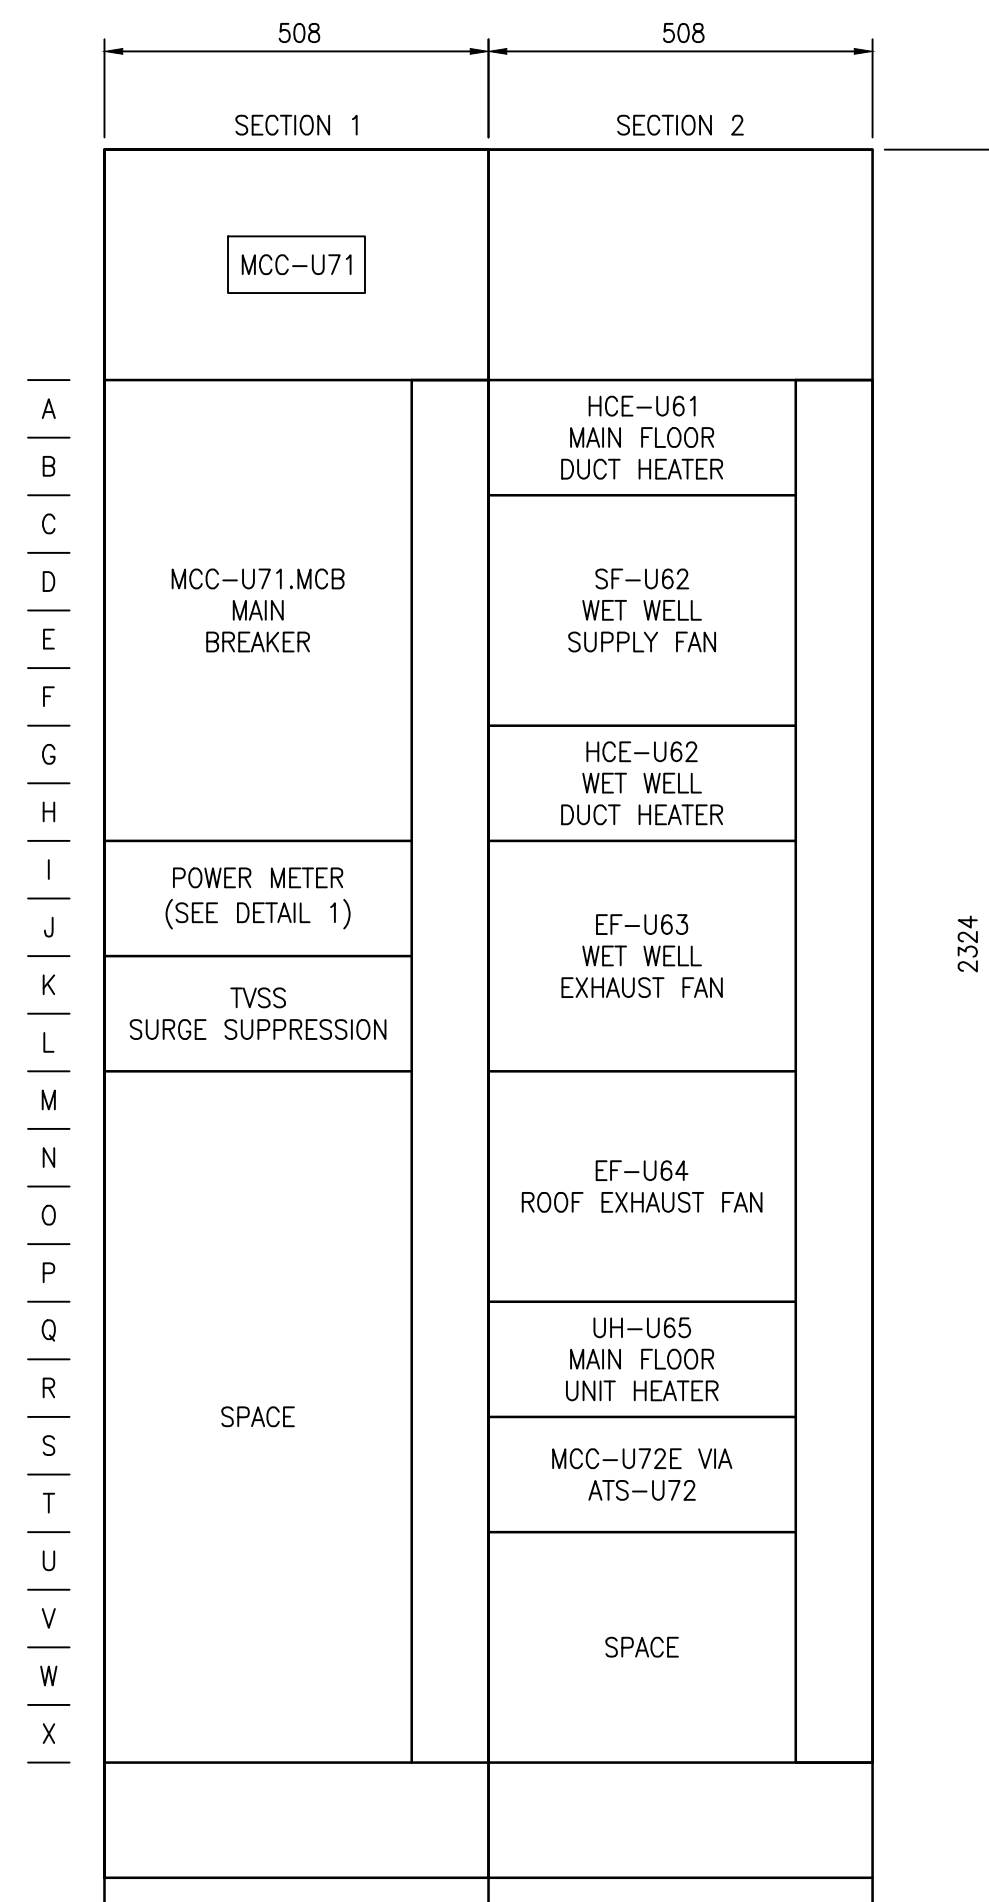 508
508
SECTION 1
SECTION 2
MCC-U71
A
B
C
D
E
F
G
H
I
J
K
L
M
N
O
P
Q
R
S
T
U
V
W
X
MCC-U71.MCB
MAIN
BREAKER
POWER METER
(SEE DETAIL 1)
TVSS
SURGE SUPPRESSION
SPACE
HCE-U61
MAIN FLOOR
DUCT HEATER
SF-U62
WET WELL
SUPPLY FAN
HCE-U62
WET WELL
DUCT HEATER
EF-U63
WET WELL
EXHAUST FAN
EF-U64
ROOF EXHAUST FAN
UH-U65
MAIN FLOOR
UNIT HEATER
MCC-U72E VIA
ATS-U72
SPACE
2324